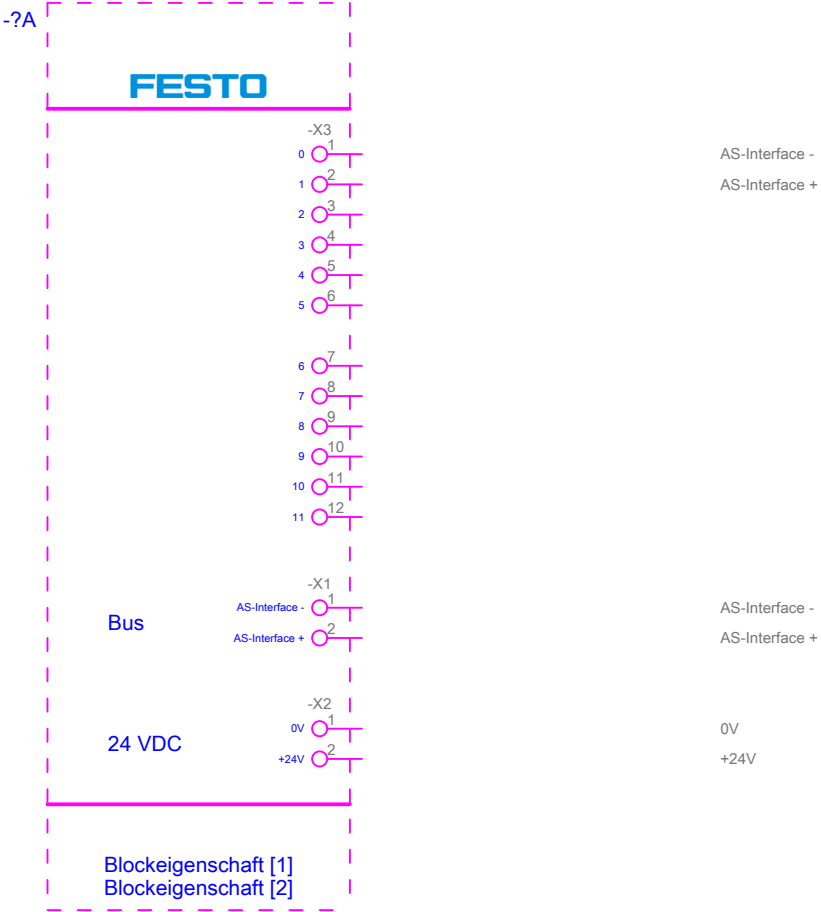 -?A
FESTO
-X3
0 1 AS-Interface -
1 2 AS-Interface +
2 3
3 4
4 5
5 6
6 7
7 8
8 9
9 10
10 11
11 12
-X1
AS-Interface - 1 AS-Interface -
Bus
AS-Interface + 2 AS-Interface +
-X2
0V 1 0V
24 VDC
+24V 2 +24V
Blockeigenschaft [1]
Blockeigenschaft [2]